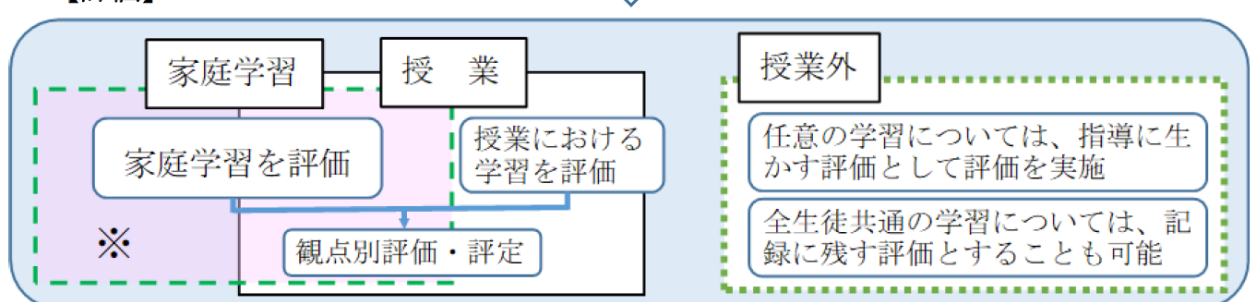 家庭学習
授　業
授業外
家庭学習を評価
授業における
学習を評価
※
観点別評価・評定
任意の学習については、指導に生
かす評価として評価を実施
全生徒共通の学習については、記
録に残す評価とすることも可能